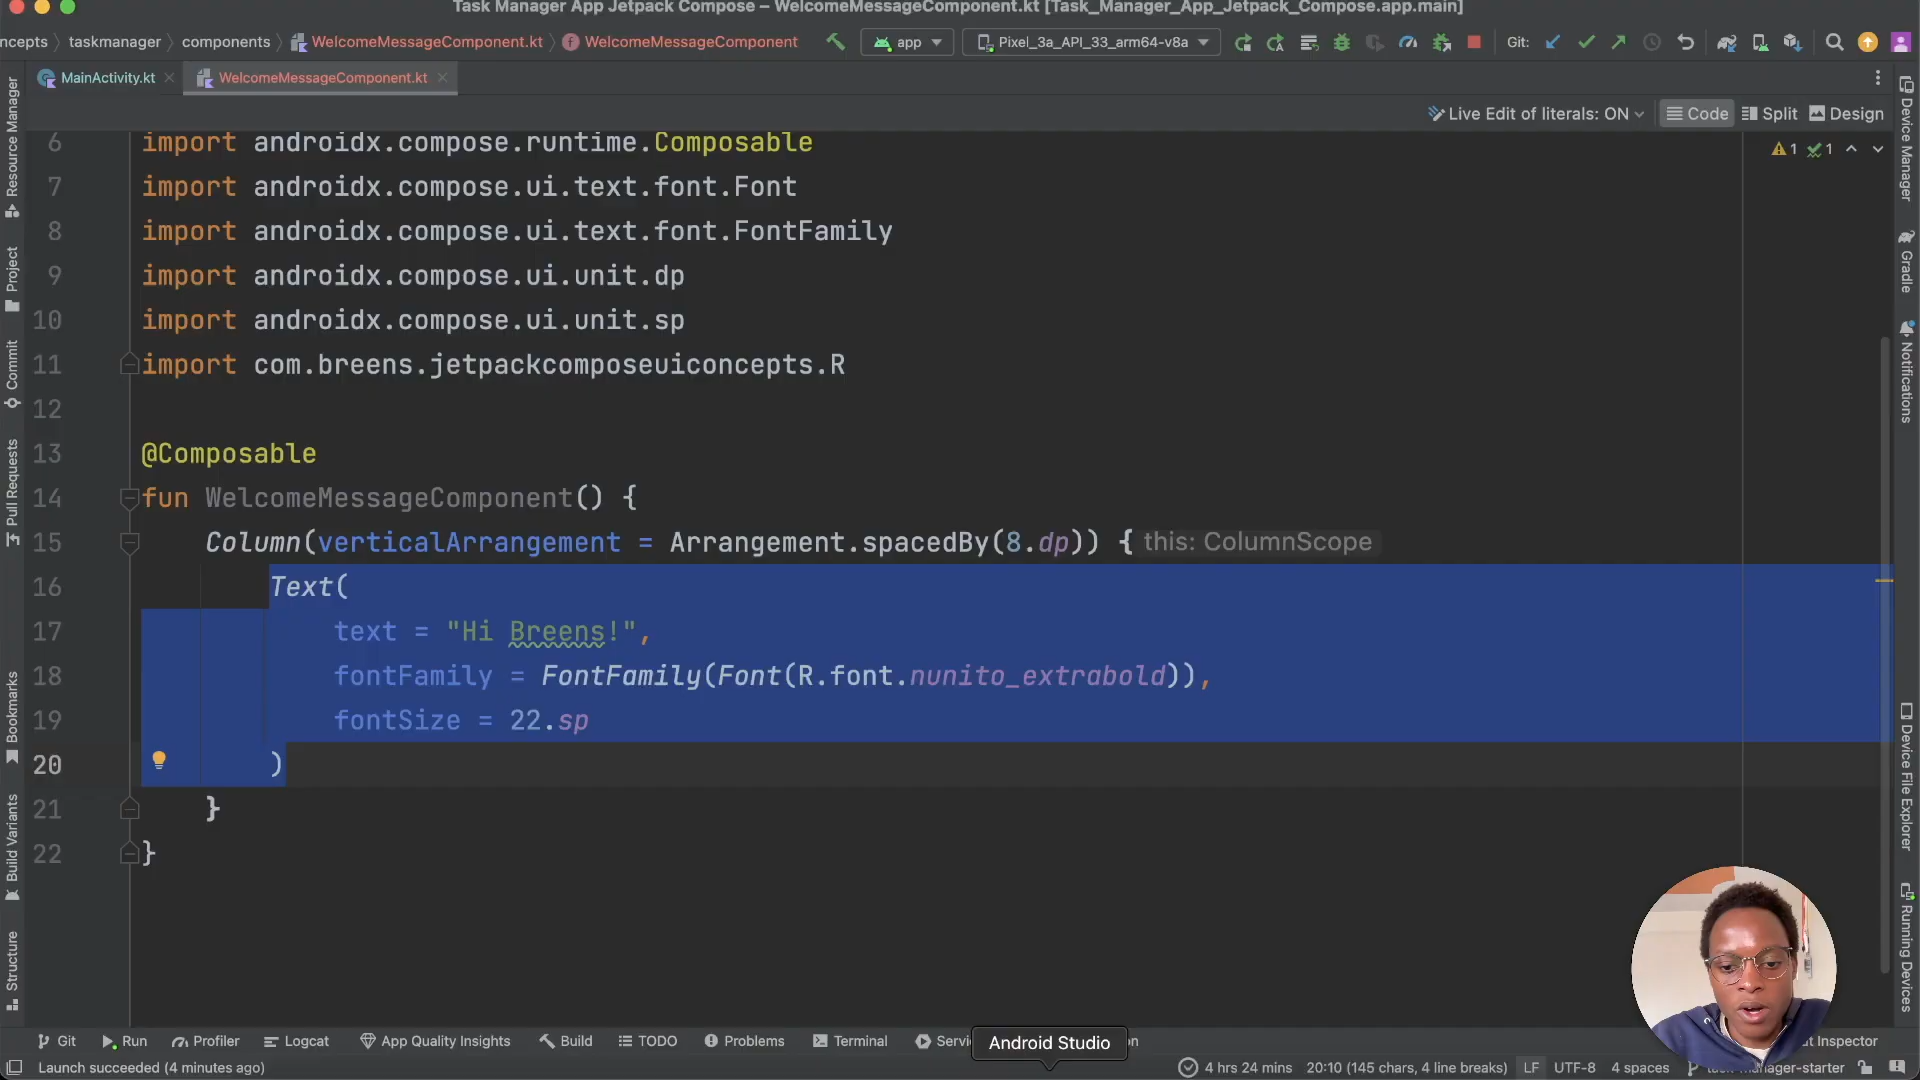 Task Manager App Jetpack Compose – WelcomeMessageComponent.kt [Task_Manager_App_Jetpack_Compose.app.main]
ncepts taskmanager components WelcomeMessageComponent.kt WelcomeMessageComponent app Pixel_3a_API_33_arm64-v8a Git:
MainActivity.kt WelcomeMessageComponent.kt
Live Edit of literals: ON Code Split Design
1 1
6 import androidx.compose.runtime.Composable
7 import androidx.compose.ui.text.font.Font
8 import androidx.compose.ui.text.font.FontFamily
9 import androidx.compose.ui.unit.dp
10 import androidx.compose.ui.unit.sp
11 import com.breens.jetpackcomposeuiconcepts.R
12
13 @Composable
14 fun WelcomeMessageComponent() {
15 Column(verticalArrangement = Arrangement.spacedBy(8.dp)) { this: ColumnScope
16 Text(
17 text = "Hi Breens!",
18 fontFamily = FontFamily(Font(R.font.nunito_extrabold)),
19 fontSize = 22.sp
20 )
21 }
22 }
Resource Manager
Project
Commit
Pull Requests
Bookmarks
Build Variants
Structure
Device Manager
Gradle
Notifications
Device File Explorer
Running Devices
Git Run Profiler Logcat App Quality Insights Build TODO Problems Terminal
Android Studio
Inspector
Launch succeeded (4 minutes ago) 4 hrs 24 mins 20:10 (145 chars, 4 line breaks) LF UTF-8 4 spaces